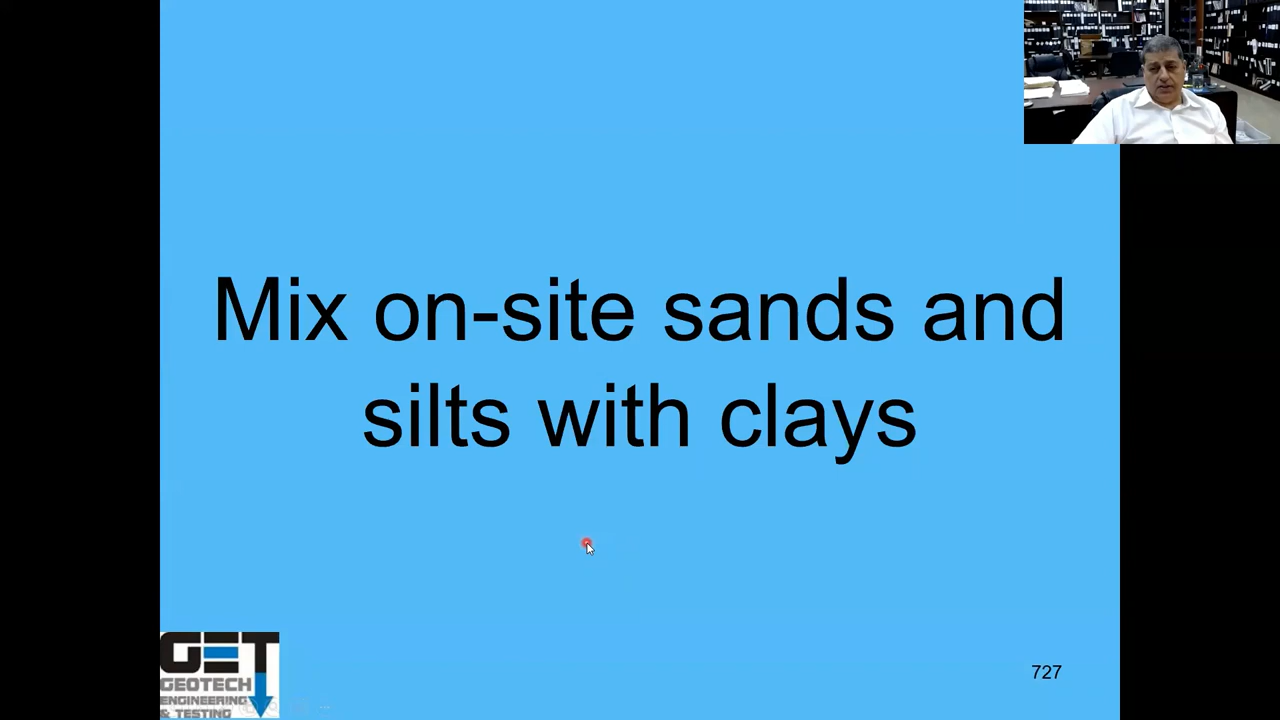 Mix on-site sands and
silts with clays
GET
GEOTECH
ENGINEERING
& TESTING
727